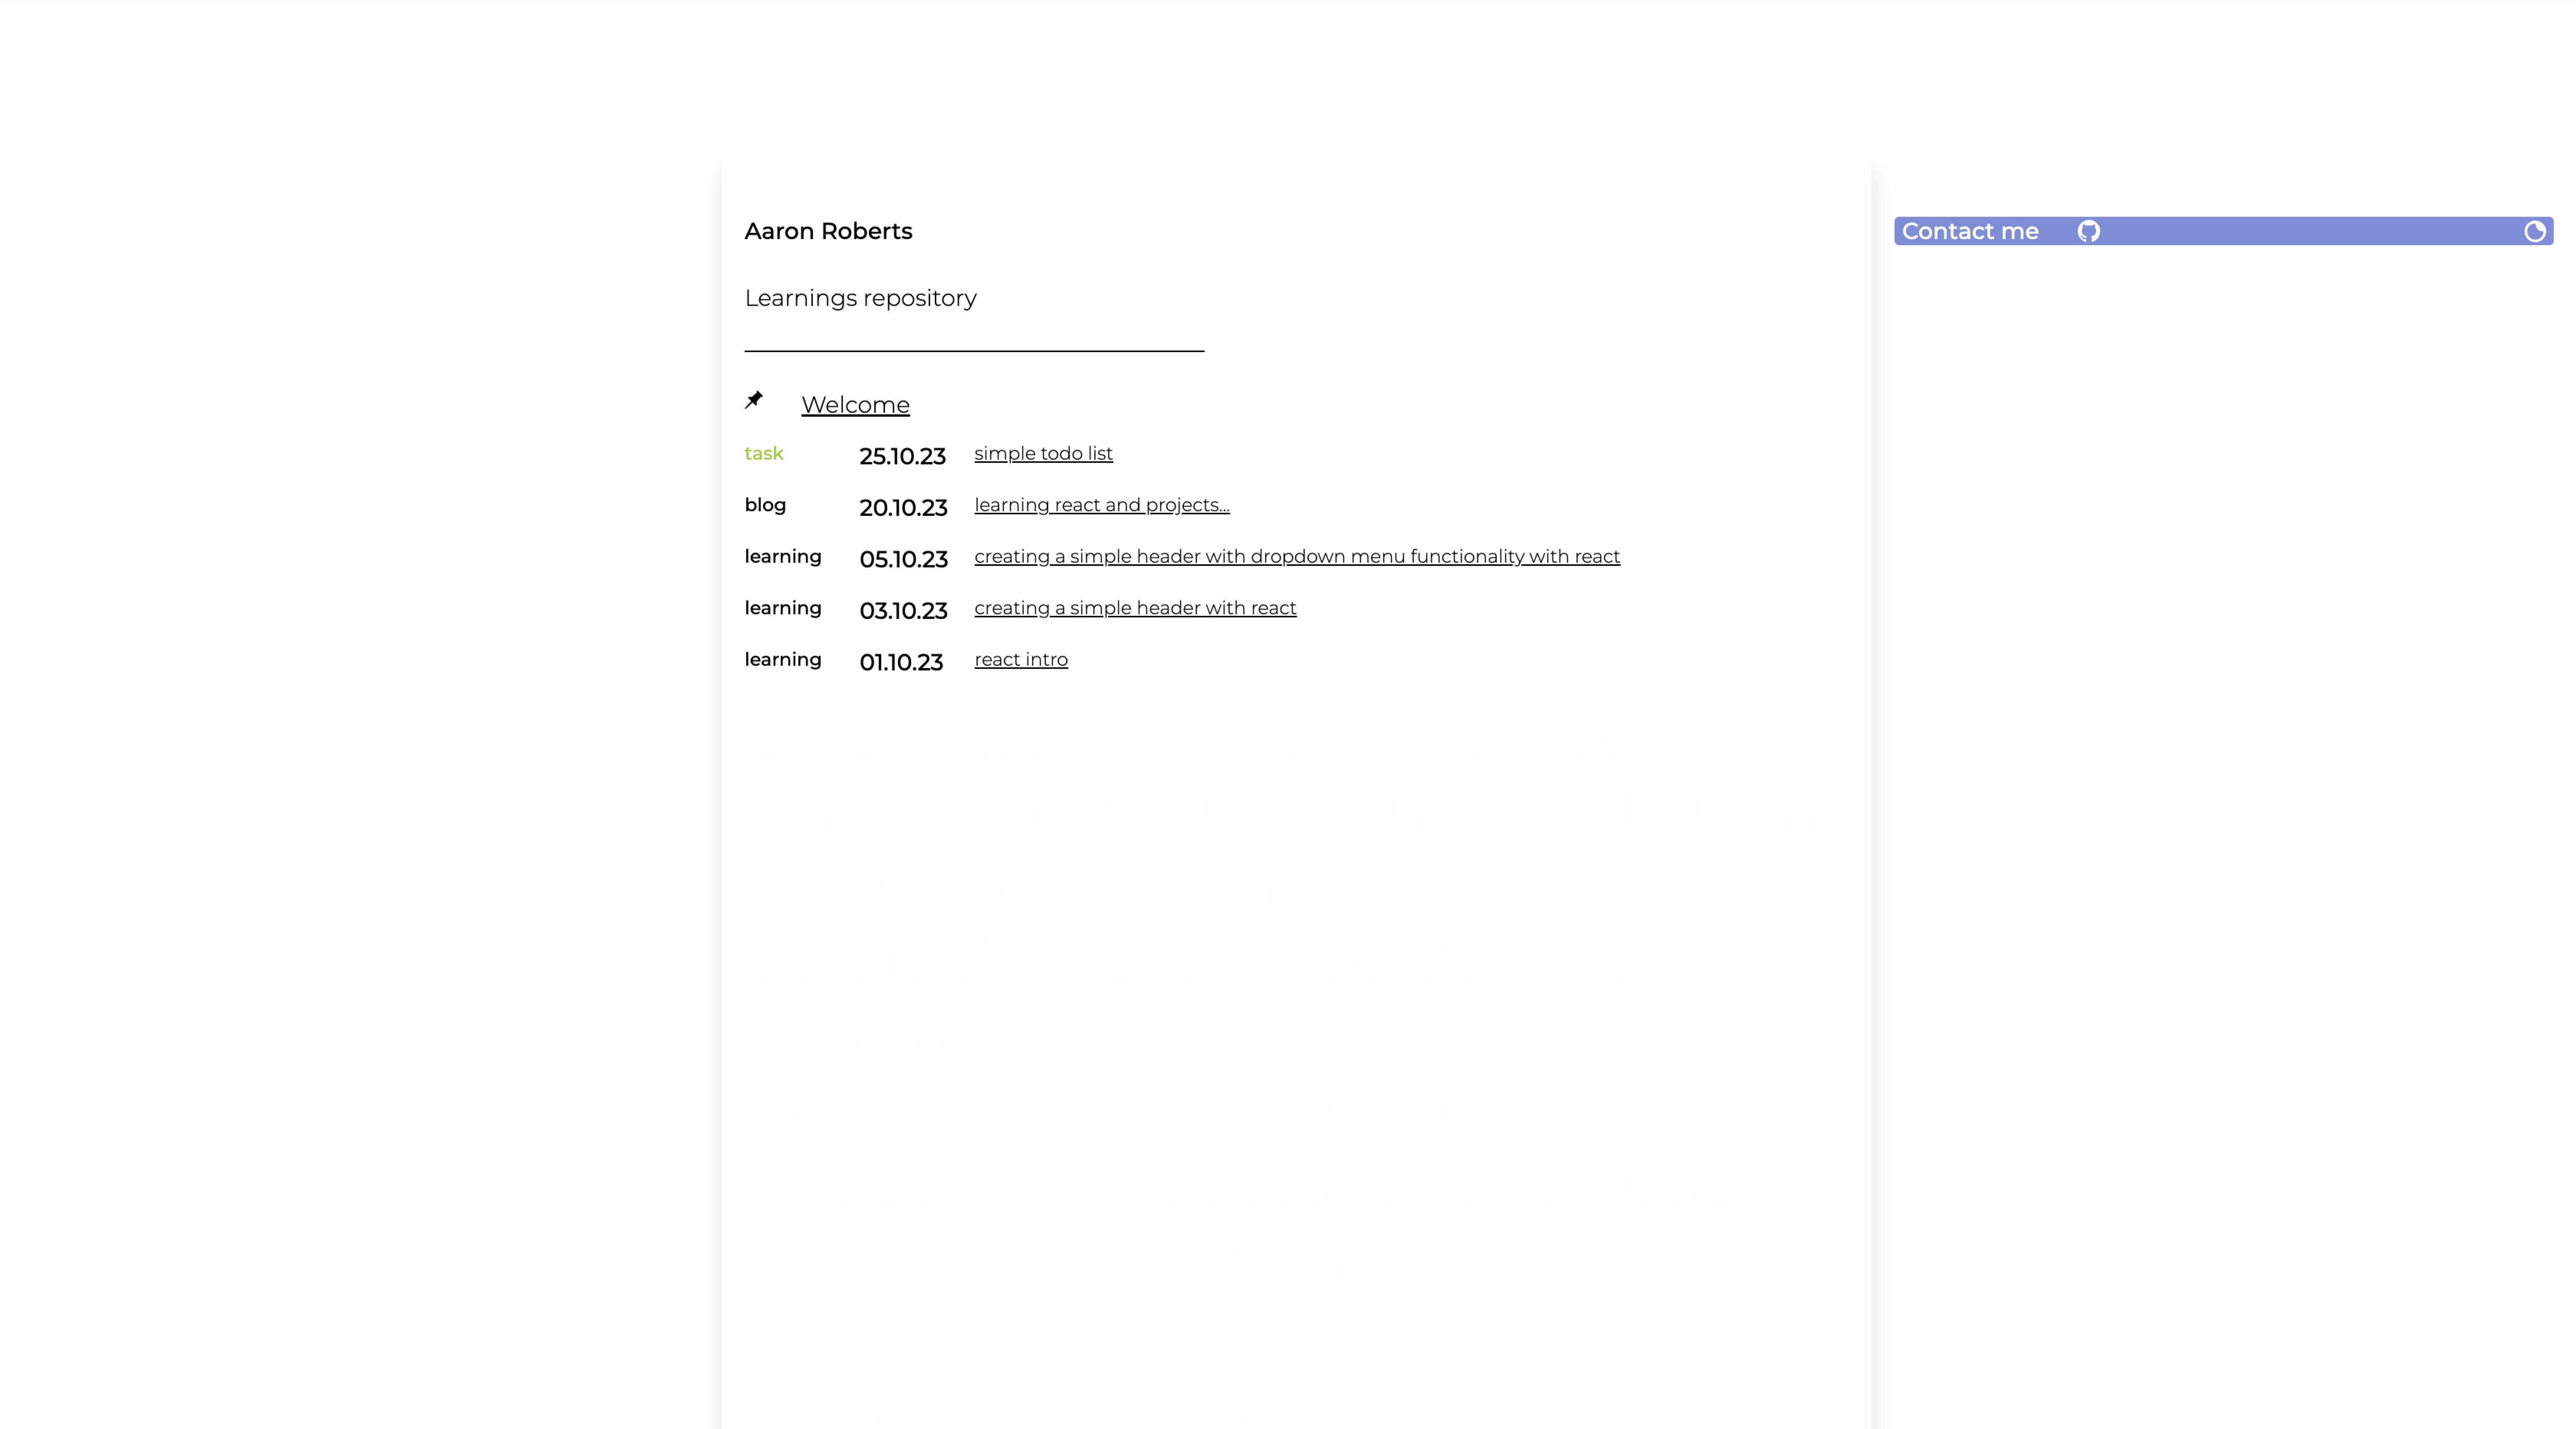 Aaron Roberts
Contact me
Learnings repository
Welcome
task 25.10.23 simple todo list
blog 20.10.23 learning react and projects...
learning 05.10.23 creating a simple header with dropdown menu functionality with react
learning 03.10.23 creating a simple header with react
learning 01.10.23 react intro